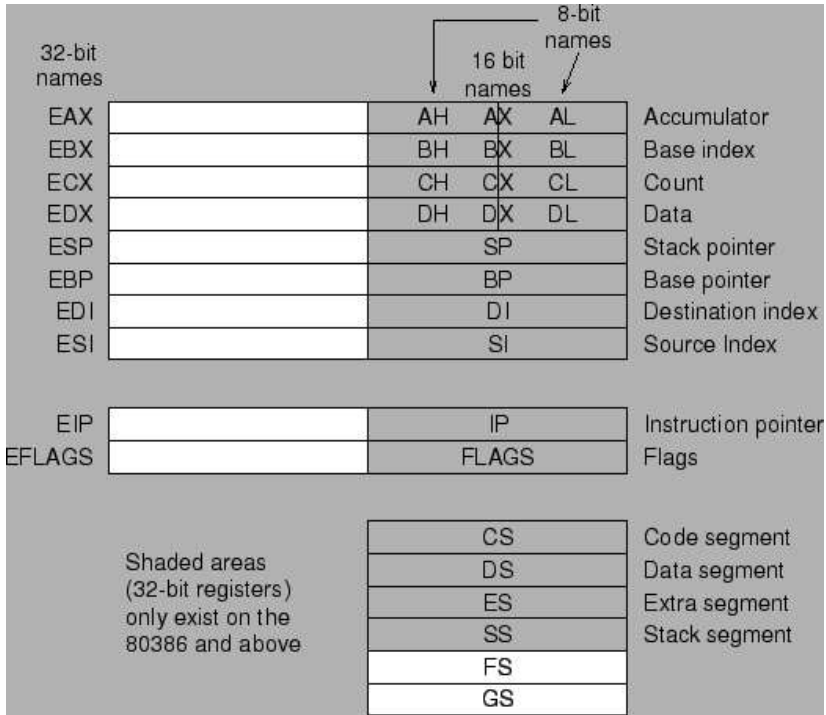 8-bit
names
32-bit
names
16 bit
names
EAX AH AX AL Accumulator
EBX BH BX BL Base index
ECX CH CX CL Count
EDX DH DX DL Data
ESP SP Stack pointer
EBP BP Base pointer
EDI DI Destination index
ESI SI Source Index
EIP IP Instruction pointer
EFLAGS FLAGS Flags
CS Code segment
DS Data segment
ES Extra segment
SS Stack segment
FS
GS
Shaded areas
(32-bit registers)
only exist on the
80386 and above